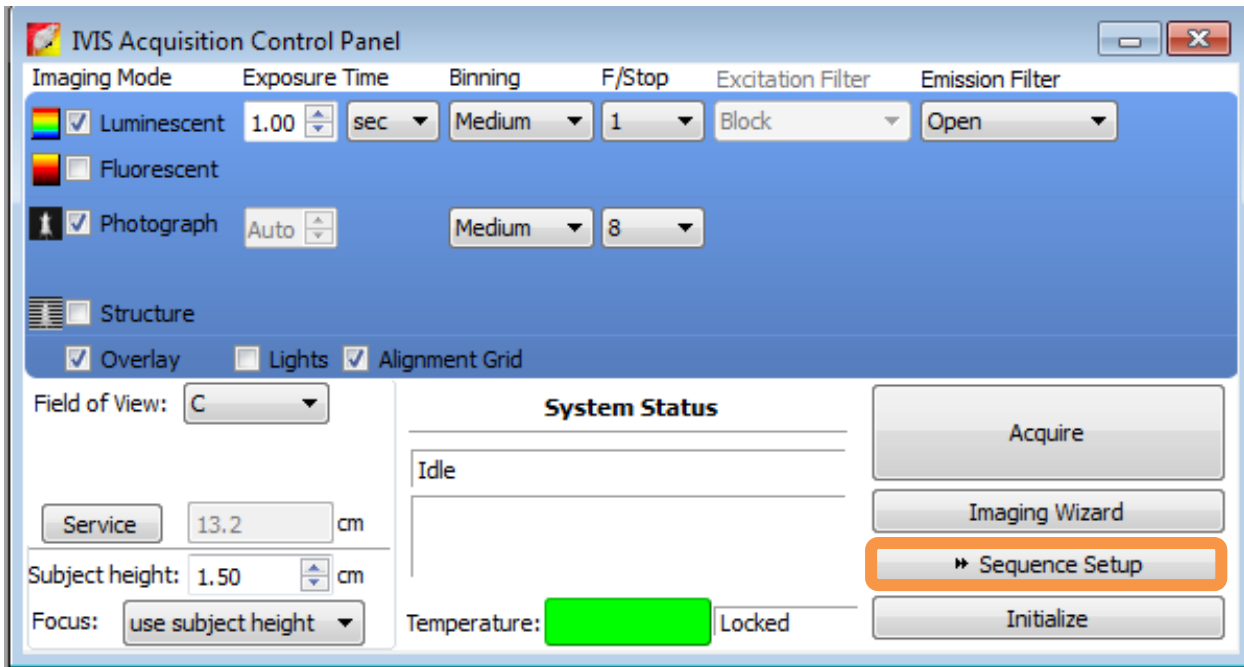 IVIS Acquisition Control Panel
Imaging Mode Exposure Time Binning F/Stop Excitation Filter Emission Filter
Luminescent 1.00 sec Medium 1 Block Open
Fluorescent
Photograph Auto Medium 8
Structure
Overlay Lights Alignment Grid
Field of View: C
System Status
Acquire
Idle
Service 13.2 cm
Imaging Wizard
Sequence Setup
Subject height: 1.50 cm
Focus: use subject height
Temperature: Locked
Initialize